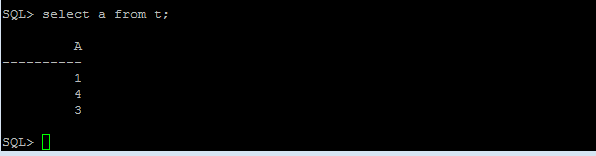 SQL> select a from t;
A
----------
1
4
3
SQL>